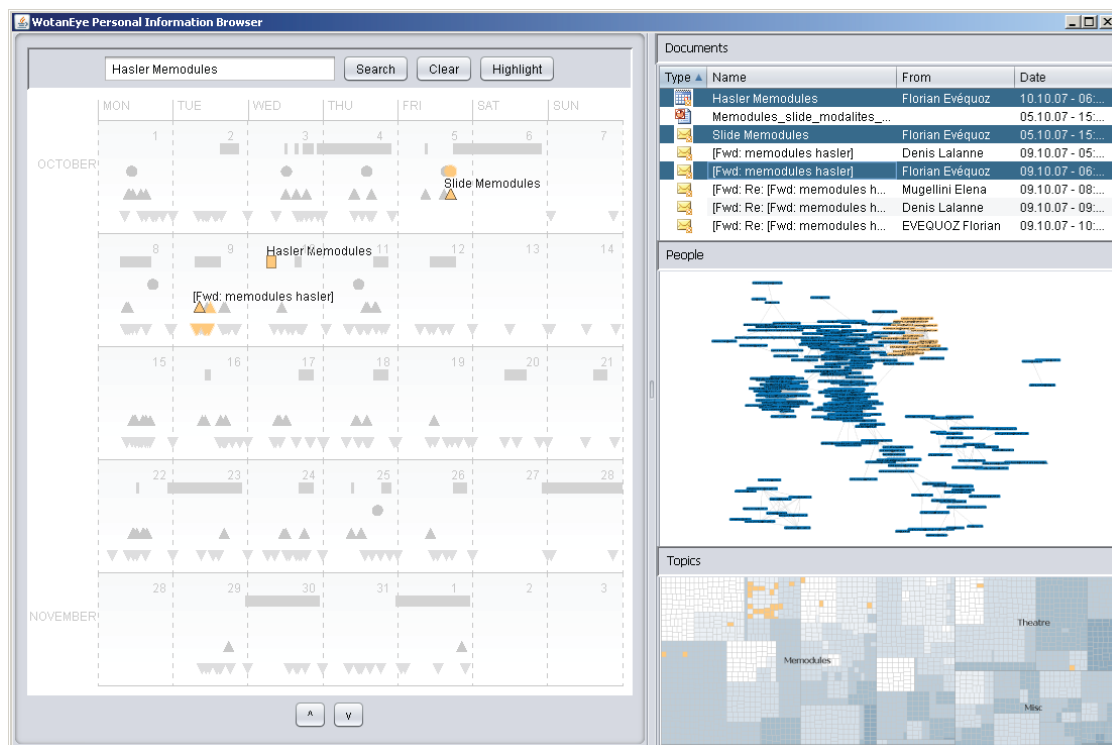 WotanEye Personal Information Browser
Hasler Memodules Search Clear Highlight
MON TUE WED THU FRI SAT SUN
OCTOBER
1 2 3 4 5 6 7
Slide Memodules
8 9 10 11 12 13 14
Hasler Memodules
[Fwd: memodules hasler]
15 16 17 18 19 20 21
22 23 24 25 26 27 28
NOVEMBER
28 29 30 31 1 2 3
^ v
Documents
Type Name From Date
Hasler Memodules Florian Evéquoz 10.10.07 - 06:...
Memodules_slide_modalites_... 05.10.07 - 15:...
Slide Memodules Florian Evéquoz 05.10.07 - 15:...
[Fwd: memodules hasler] Denis Lalanne 09.10.07 - 05:...
[Fwd: memodules hasler] Florian Evéquoz 09.10.07 - 06:...
[Fwd: Re: [Fwd: memodules h... Mugellini Elena 09.10.07 - 08:...
[Fwd: Re: [Fwd: memodules h... Denis Lalanne 09.10.07 - 09:...
[Fwd: Re: [Fwd: memodules h... EVEQUOZ Florian 09.10.07 - 10:...
People
Topics
Theatre
Memodules
Misc